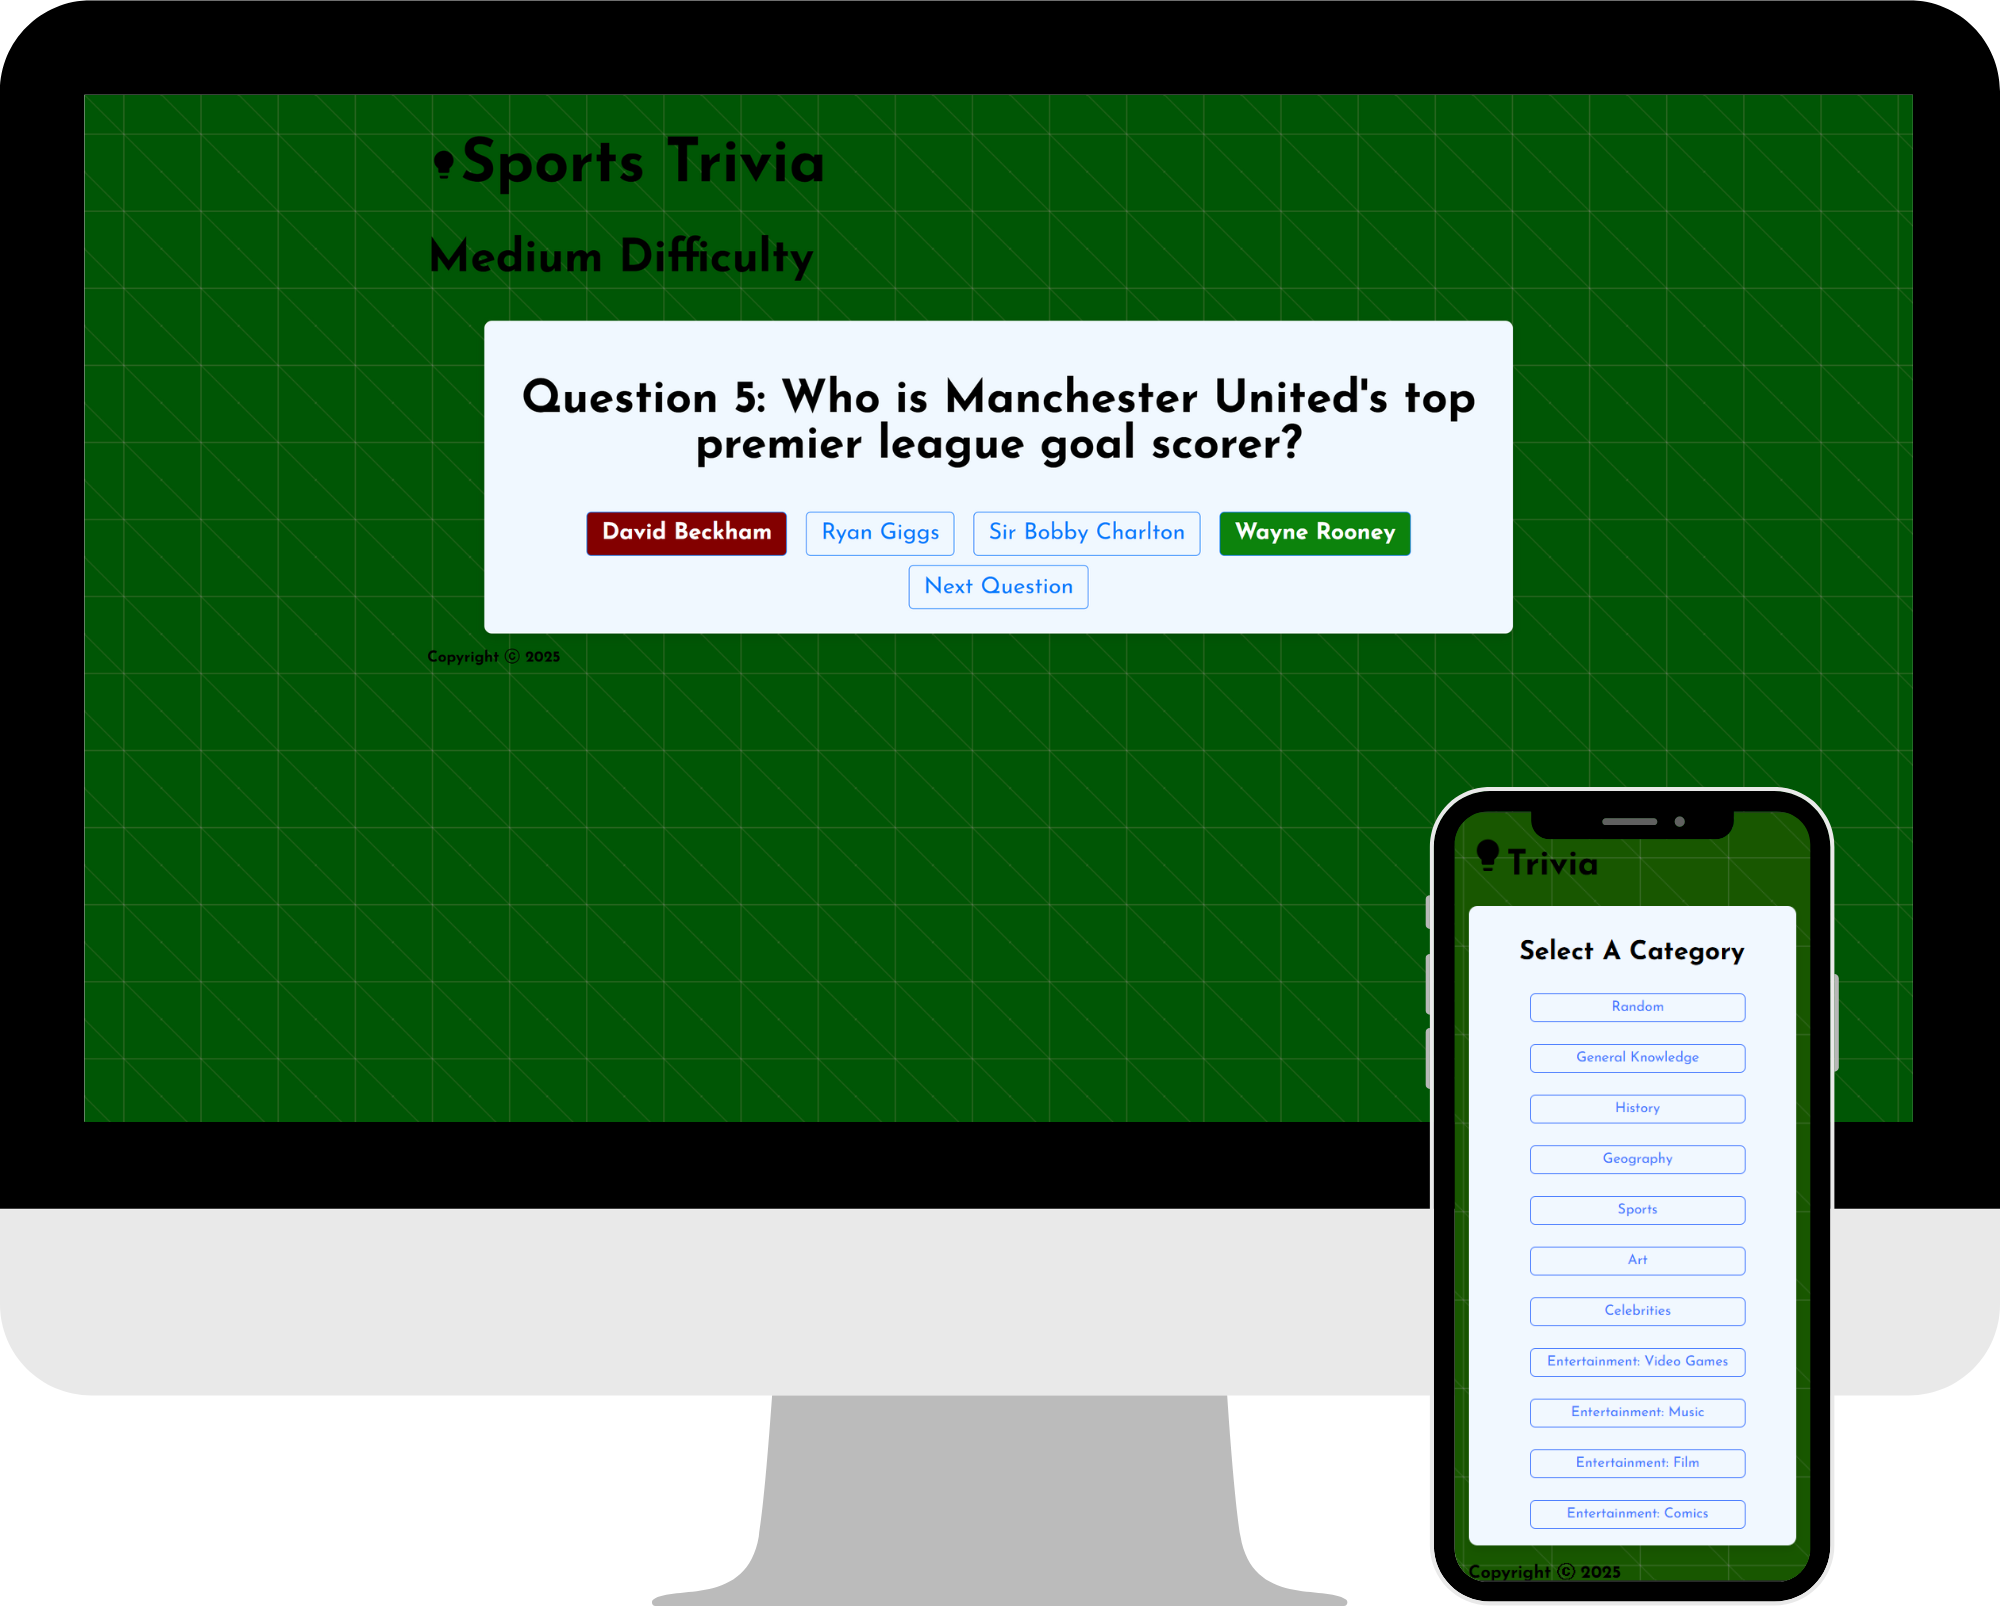 Sports Trivia
Medium Difficulty
Question 5: Who is Manchester United's top
premier league goal scorer?
David Beckham
Ryan Giggs
Sir Bobby Charlton
Wayne Rooney
Next Question
Copyright © 2025
Trivia
Select A Category
Random
General Knowledge
History
Geography
Sports
Art
Celebrities
Entertainment: Video Games
Entertainment: Music
Entertainment: Film
Entertainment: Comics
Copyright © 2025